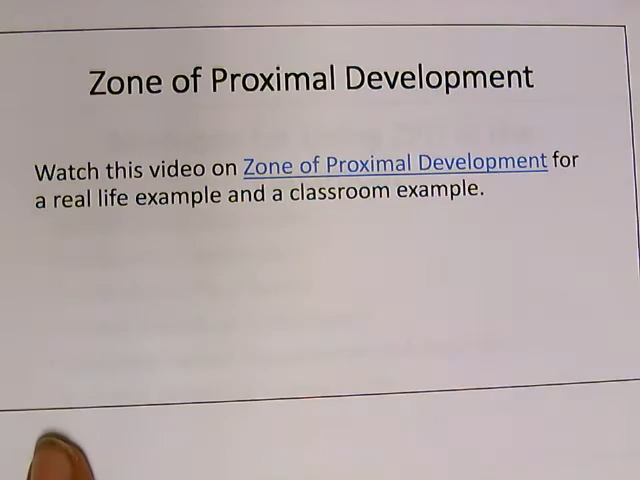 Zone of Proximal Development
Watch this video on Zone of Proximal Development for
a real life example and a classroom example.